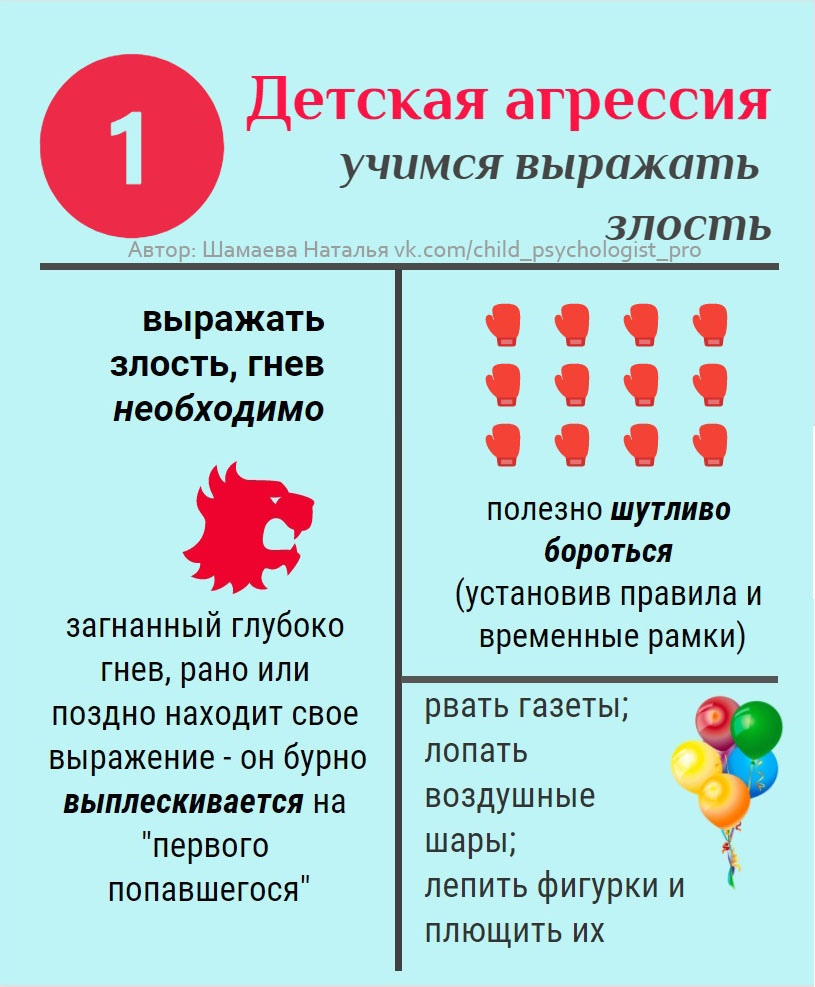 1
Детская агрессия
учимся выражать
злость
Автор: Шамаева Наталья vk.com/child_psychologist_pro
выражать
злость, гнев
необходимо
загнанный глубоко
гнев, рано или
поздно находит свое
выражение - он бурно
выплескивается на
"первого
попавшегося"
полезно шутливо
бороться
(установив правила и
временные рамки)
рвать газеты;
лопать
воздушные
шары;
лепить фигурки и
плющить их